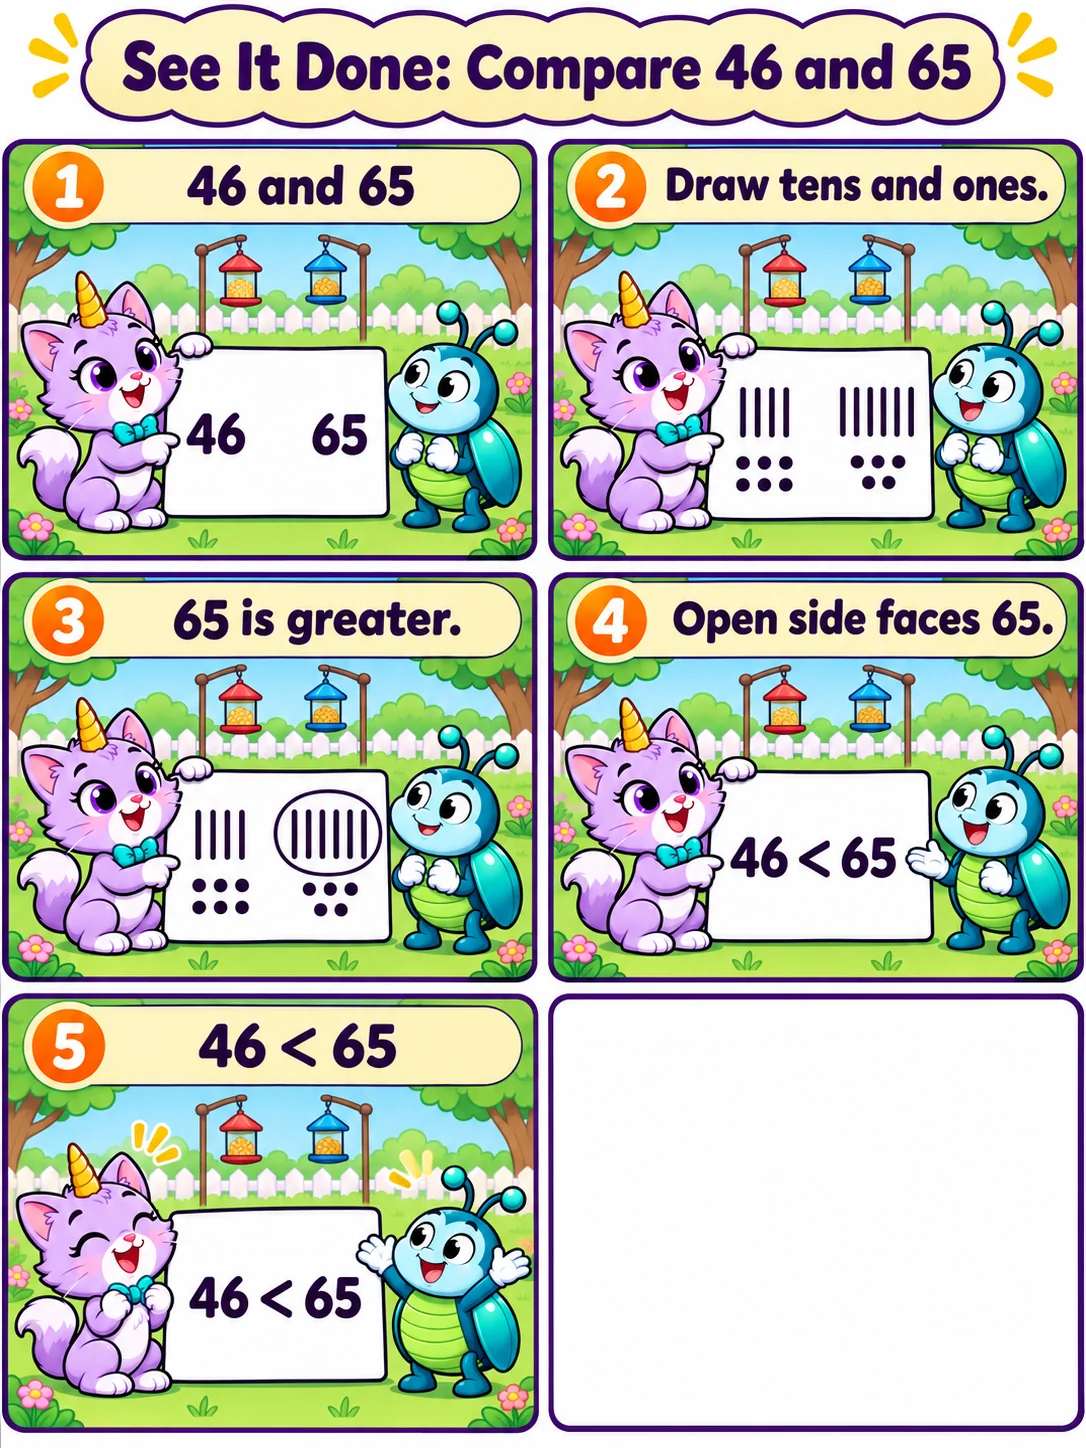 See It Done: Compare 46 and 65
1
46 and 65
46 65
2
Draw tens and ones.
3
65 is greater.
4
Open side faces 65.
46 < 65
5
46 < 65
46 < 65